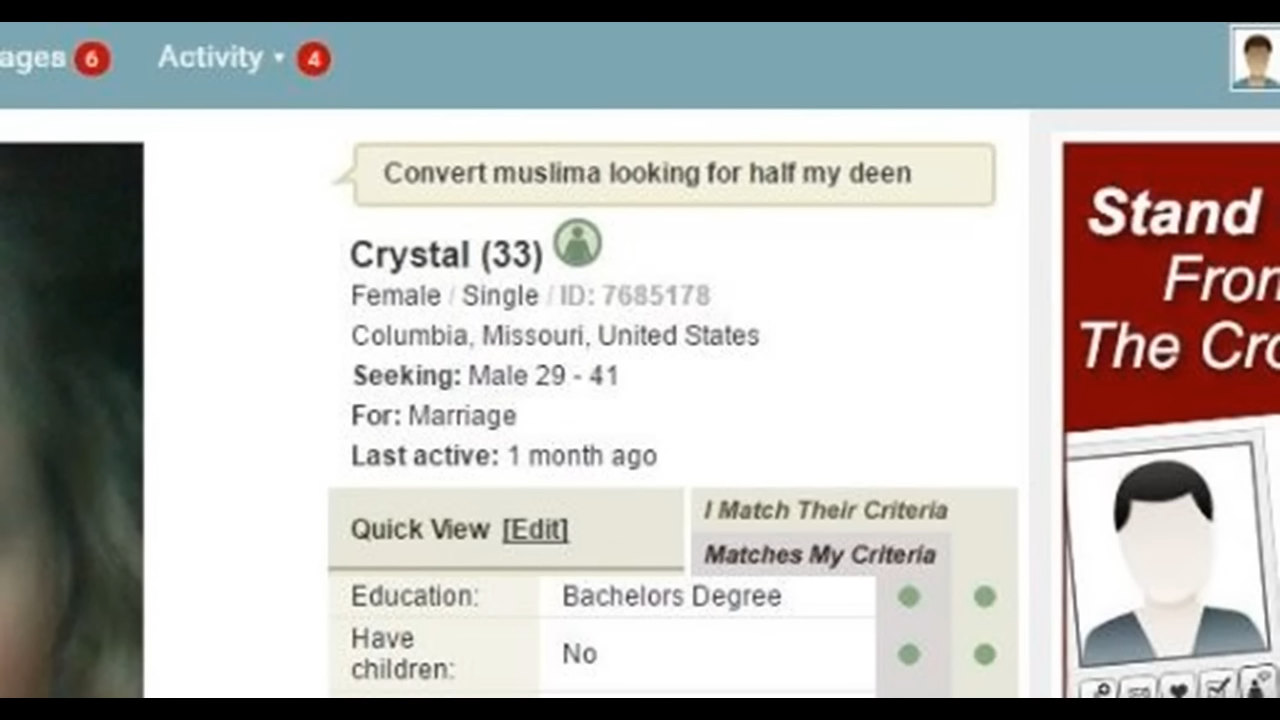 ages 6 Activity 4
Convert muslima looking for half my deen
Crystal (33)
Female / Single / ID: 7685178
Columbia, Missouri, United States
Seeking: Male 29 - 41
For: Marriage
Last active: 1 month ago
Quick View [Edit]
I Match Their Criteria
Matches My Criteria
Education: Bachelors Degree
Have
children:
No
Stand
From
The Cro